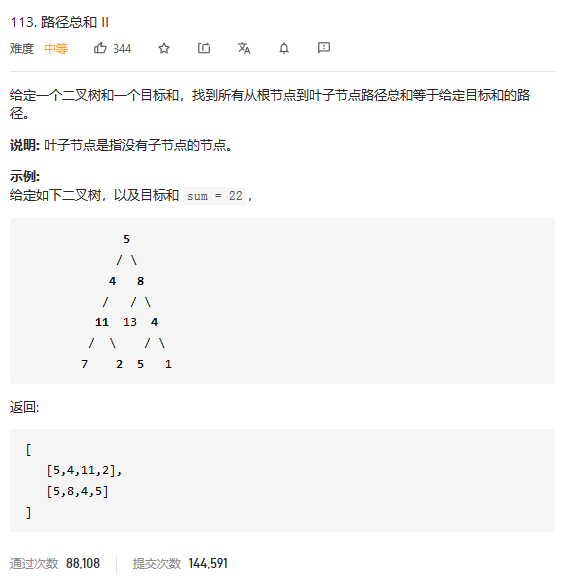 113. 路径总和 II
难度 中等 344
给定一个二叉树和一个目标和，找到所有从根节点到叶子节点路径总和等于给定目标和的路
径。
说明: 叶子节点是指没有子节点的节点。
示例:
给定如下二叉树，以及目标和 sum = 22，
5
/ \
4 8
/ / \
11 13 4
/ \ / \
7 2 5 1
返回:
[
[5,4,11,2],
[5,8,4,5]
]
通过次数 88,108 提交次数 144,591